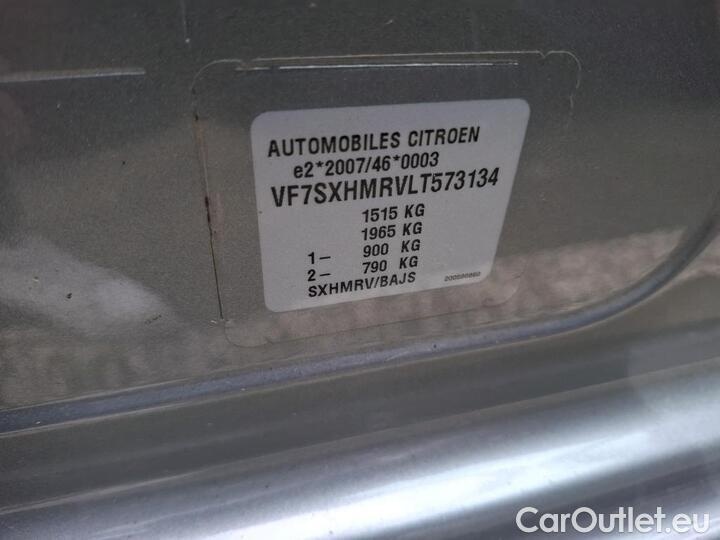 AUTOMOBILES CITROEN
e2*2007/46*0003
VF7SXHMRVLT573134
1515 KG
1965 KG
1– 900 KG
2– 790 KG
SXHMRV/BAJS
CarOutlet.eu